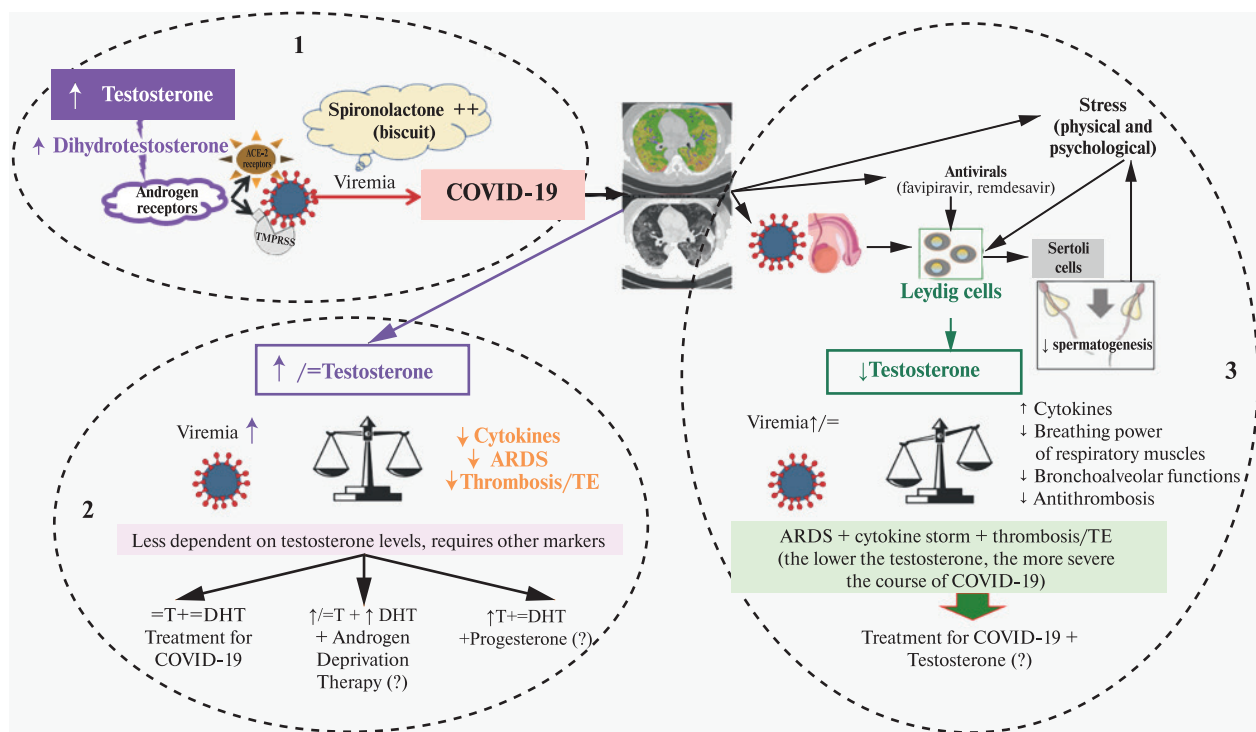 1
↑ Testosterone
↑ Dihydrotestosterone
Androgen
receptors
ACE-2
receptors
TMPRSS
Spironolactone ++
(biscuit)
Viremia
COVID-19
Stress
(physical and
psychological)
Antivirals
(favipiravir, remdesavir)
Leydig cells
Sertoli
cells
↓ spermatogenesis
↓Testosterone
3
Viremia↑/=
↑ Cytokines
↓ Breathing power
of respiratory muscles
↓ Bronchoalveolar functions
↓ Antithrombosis
ARDS + cytokine storm + thrombosis/TE
(the lower the testosterone, the more severe
the course of COVID-19)
Treatment for COVID-19 +
Testosterone (?)
↑ /=Testosterone
Viremia ↑
↓ Cytokines
↓ ARDS
↓Thrombosis/TE
2
Less dependent on testosterone levels, requires other markers
=T+=DHT
Treatment for
COVID-19
↑/=T + ↑ DHT
+ Androgen
Deprivation
Therapy (?)
↑T+=DHT
+Progesterone (?)